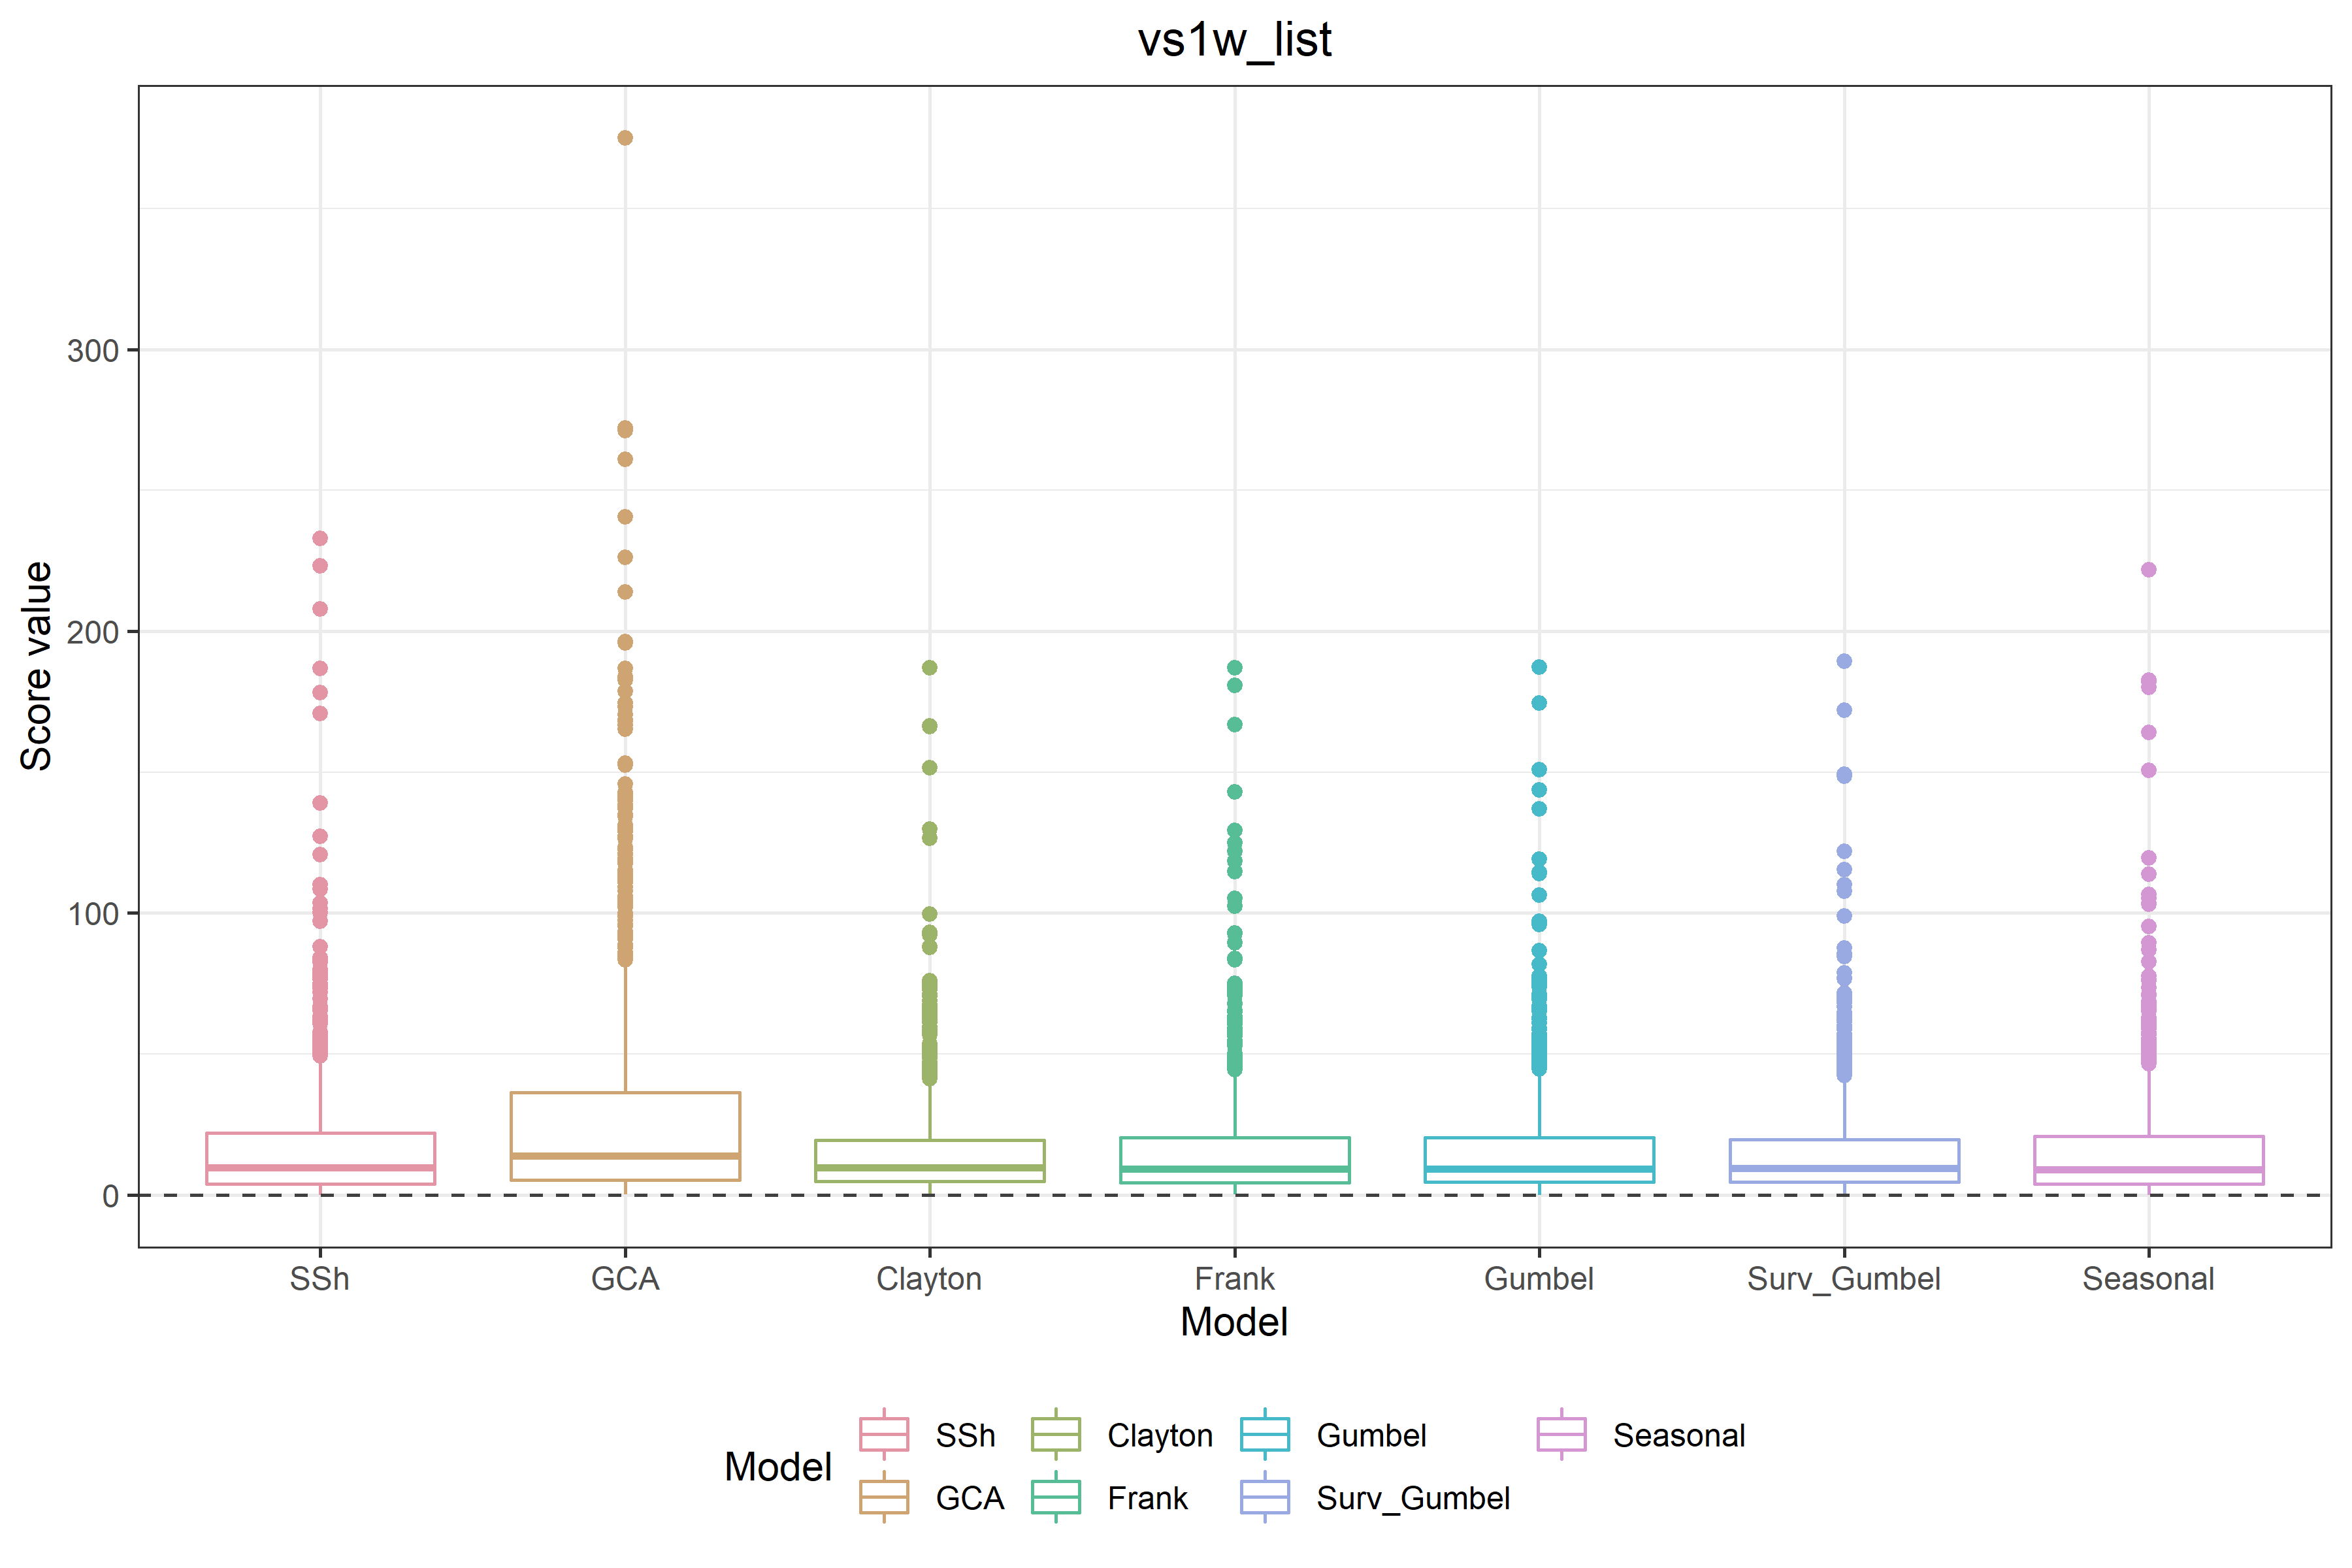 vs1w_list
Score value
300
200
100
0
SSh GCA Clayton Frank Gumbel Surv_Gumbel Seasonal
Model
Model
SSh Clayton Gumbel Seasonal
GCA Frank Surv_Gumbel